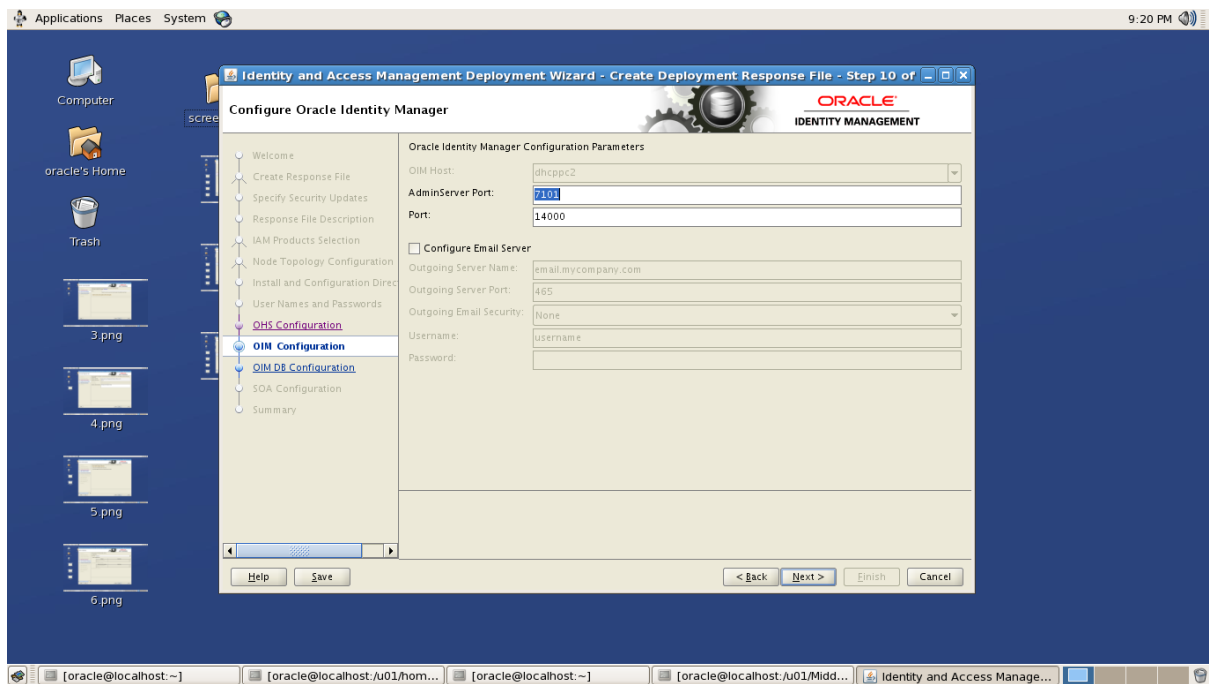 Applications Places System
9:20 PM
Computer
oracle's Home
Trash
3.png
4.png
5.png
6.png
scree
Identity and Access Management Deployment Wizard - Create Deployment Response File - Step 10 of
Configure Oracle Identity Manager
ORACLE
IDENTITY MANAGEMENT
Welcome
Create Response File
Specify Security Updates
Response File Description
IAM Products Selection
Node Topology Configuration
Install and Configuration Direc
User Names and Passwords
OHS Configuration
OIM Configuration
OIM DB Configuration
SOA Configuration
Summary
Oracle Identity Manager Configuration Parameters
OIM Host: dhcppc2
AdminServer Port: 7101
Port: 14000
Configure Email Server
Outgoing Server Name: email.mycompany.com
Outgoing Server Port: 465
Outgoing Email Security: None
Username: username
Password:
Help Save < Back Next > Finish Cancel
[oracle@localhost:~] [oracle@localhost:/u01/hom... [oracle@localhost:~] [oracle@localhost:/u01/Midd... Identity and Access Manage...